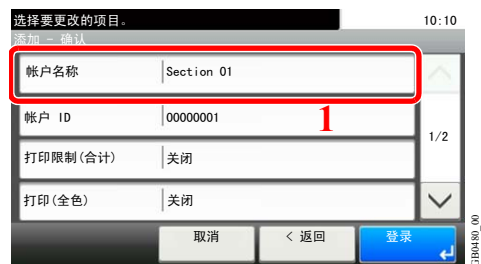 选择要更改的项目。 10:10
添加 - 确认
帐户名称 Section 01
帐户 ID 00000001
1
1/2
打印限制(合计) 关闭
打印(全色) 关闭
取消 < 返回 登录
GB0480_00